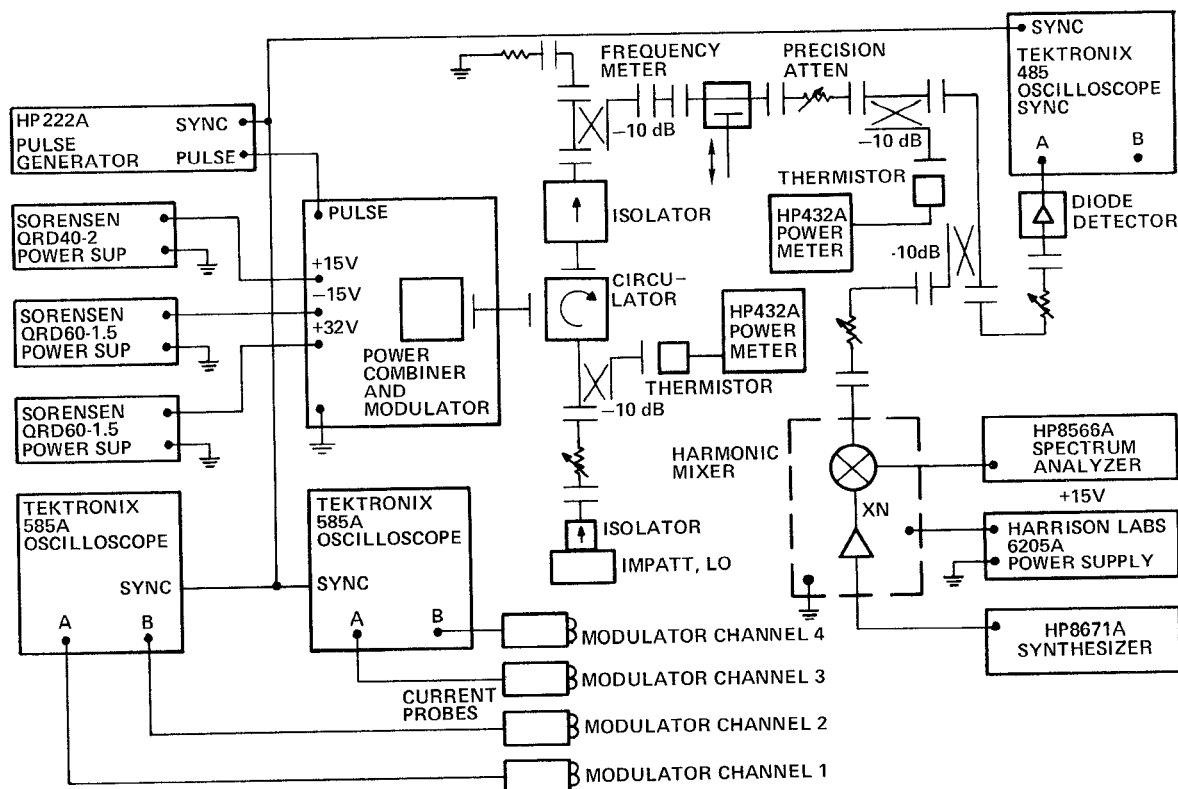 HP222A
SYNC
PULSE
GENERATOR
PULSE
SORENSEN
QRD40-2
POWER SUP
SORENSEN
QRD60-1.5
POWER SUP
SORENSEN
QRD60-1.5
POWER SUP
PULSE
+15V
−15V
+32V
POWER
COMBINER
AND
MODULATOR
FREQUENCY
METER
−10 dB
PRECISION
ATTEN
−10 dB
ISOLATOR
CIRCU-
LATOR
THERMISTOR
HP432A
POWER
METER
-10dB
HP432A
POWER
METER
THERMISTOR
−10 dB
SYNC
TEKTRONIX
485
OSCILLOSCOPE
SYNC
A
B
DIODE
DETECTOR
HARMONIC
MIXER
XN
HP8566A
SPECTRUM
ANALYZER
+15V
HARRISON LABS
6205A
POWER SUPPLY
HP8671A
SYNTHESIZER
ISOLATOR
IMPATT, LO
TEKTRONIX
585A
OSCILLOSCOPE
SYNC
A
B
TEKTRONIX
585A
OSCILLOSCOPE
SYNC
A
B
CURRENT
PROBES
MODULATOR CHANNEL 4
MODULATOR CHANNEL 3
MODULATOR CHANNEL 2
MODULATOR CHANNEL 1